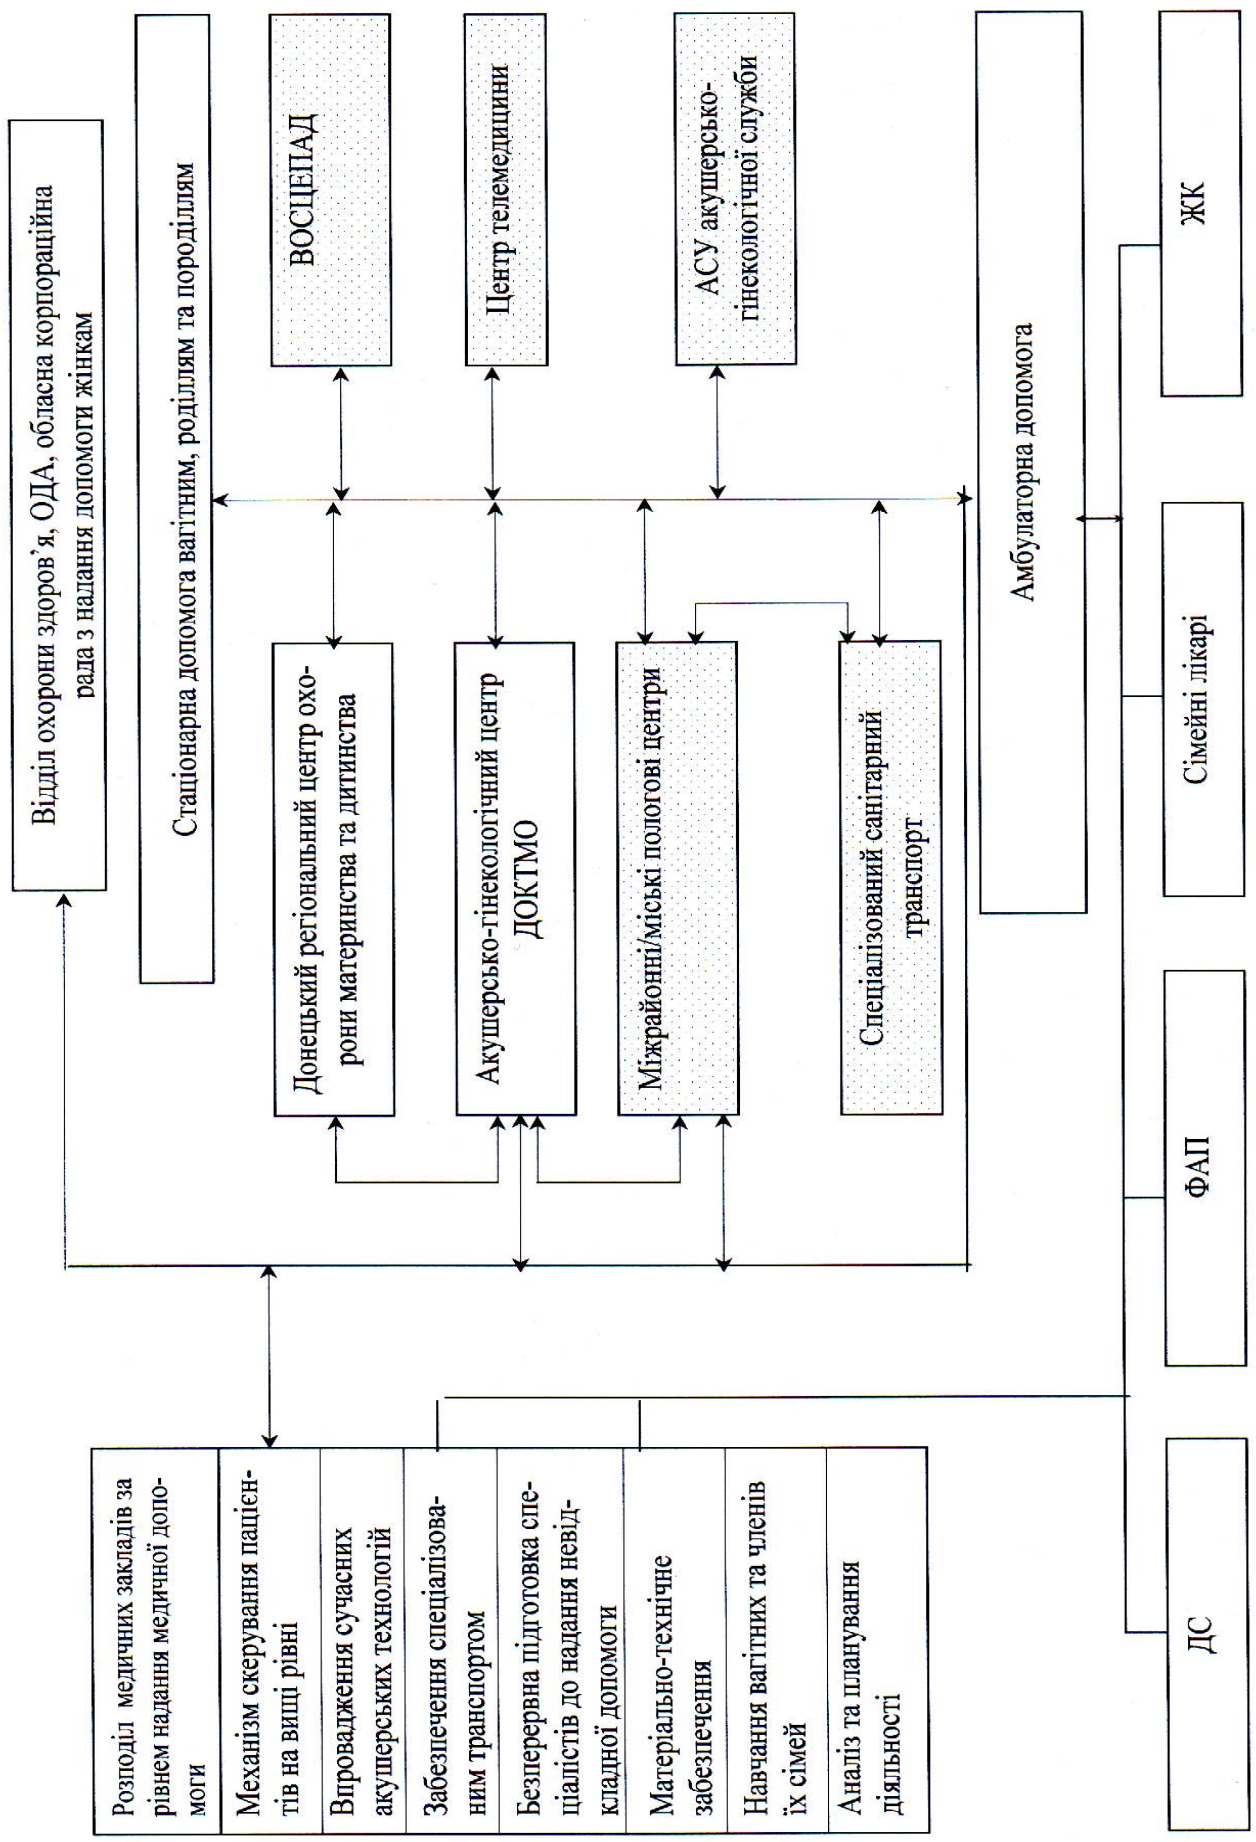 Відділ охорони здоров’я, ОДА, обласна корпораційна
рада з надання допомоги жінкам
Стаціонарна допомога вагітним, роділлям та породіллям
Розподіл медичних закладів за
рівнем надання медичної допо-
моги
Механізм скерування пацієн-
тів на вищі рівні
Впровадження сучасних
акушерських технологій
Забезпечення спеціалізова-
ним транспортом
Безперервна підготовка спе-
ціалістів до надання невід-
кладної допомоги
Матеріально-технічне
забезпечення
Навчання вагітних та членів
їх сімей
Аналіз та планування
діяльності
Донецький регіональний центр охо-
рони материнства та дитинства
Акушерсько-гінекологічний центр
ДОКТМО
Міжрайонні/міські пологові центри
Спеціалізований санітарний
транспорт
ВОСЦЕПАД
Центр телемедицини
АСУ акушерсько-
гінекологічної служби
Амбулаторна допомога
ДС
ФАП
Сімейні лікарі
ЖК